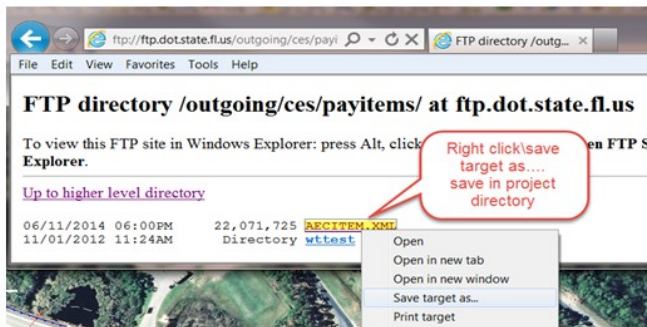 ftp://ftp.dot.state.fl.us/outgoing/ces/payi
FTP directory /outg...
File Edit View Favorites Tools Help
FTP directory /outgoing/ces/payitems/ at ftp.dot.state.fl.us
To view this FTP site in Windows Explorer: press Alt, click en FTP S
Explorer.
Right click\save
target as....
save in project
directory
Up to higher level directory
06/11/2014 06:00PM 22,071,725 AECITEM.XML
11/01/2012 11:24AM Directory wttest
Open
Open in new tab
Open in new window
Save target as...
Print target